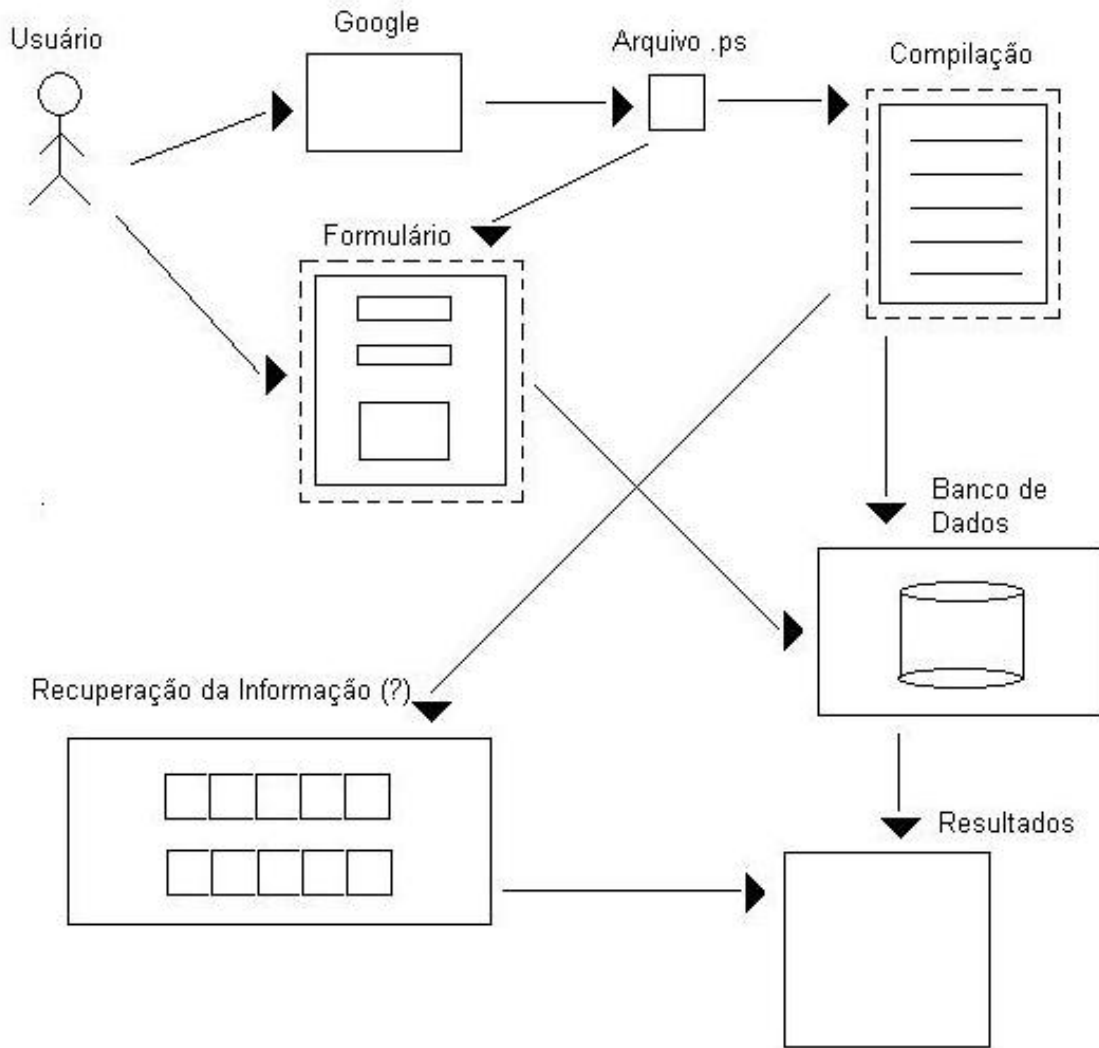 Usuário
Google
Arquivo .ps
Compilação
Formulário
Banco de
Dados
Recuperação da Informação (?)
Resultados